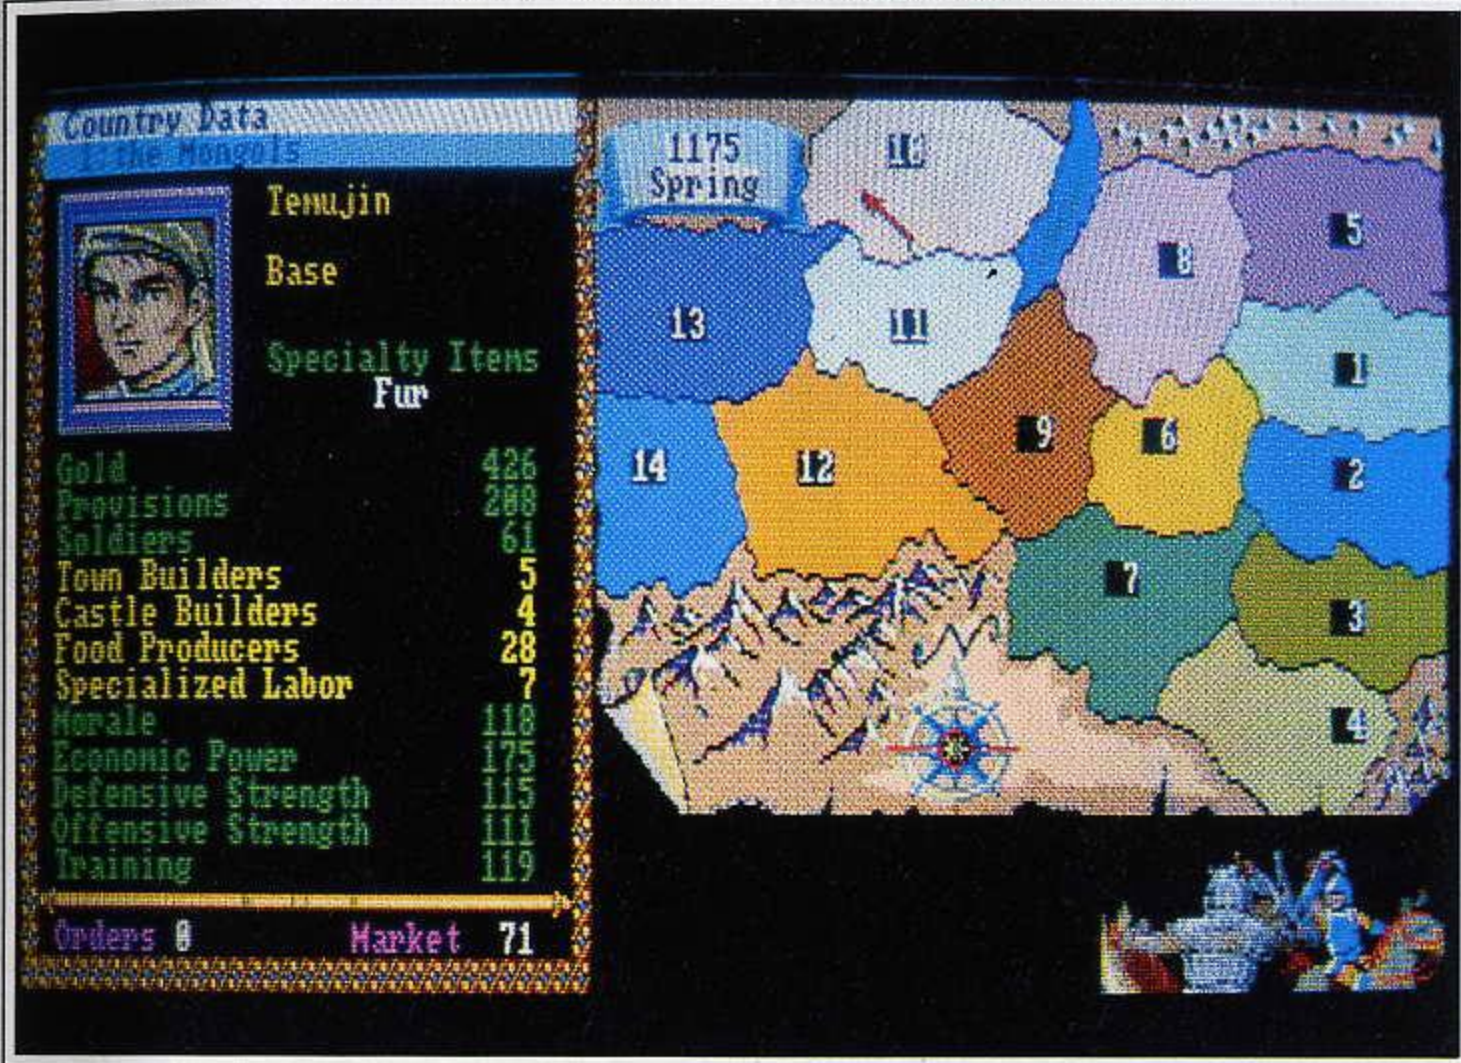 Country Data
1 the Mongols
Temujin
Base
Specialty Items
Fur
Gold 426
Provisions 208
Soldiers 61
Town Builders 5
Castle Builders 4
Food Producers 28
Specialized Labor 7
Morale 118
Economic Power 175
Defensive Strength 115
Offensive Strength 111
Training 119
Orders 0 Market 71
1175
Spring
10
5
8
13
11
1
9
6
14
12
2
7
3
4